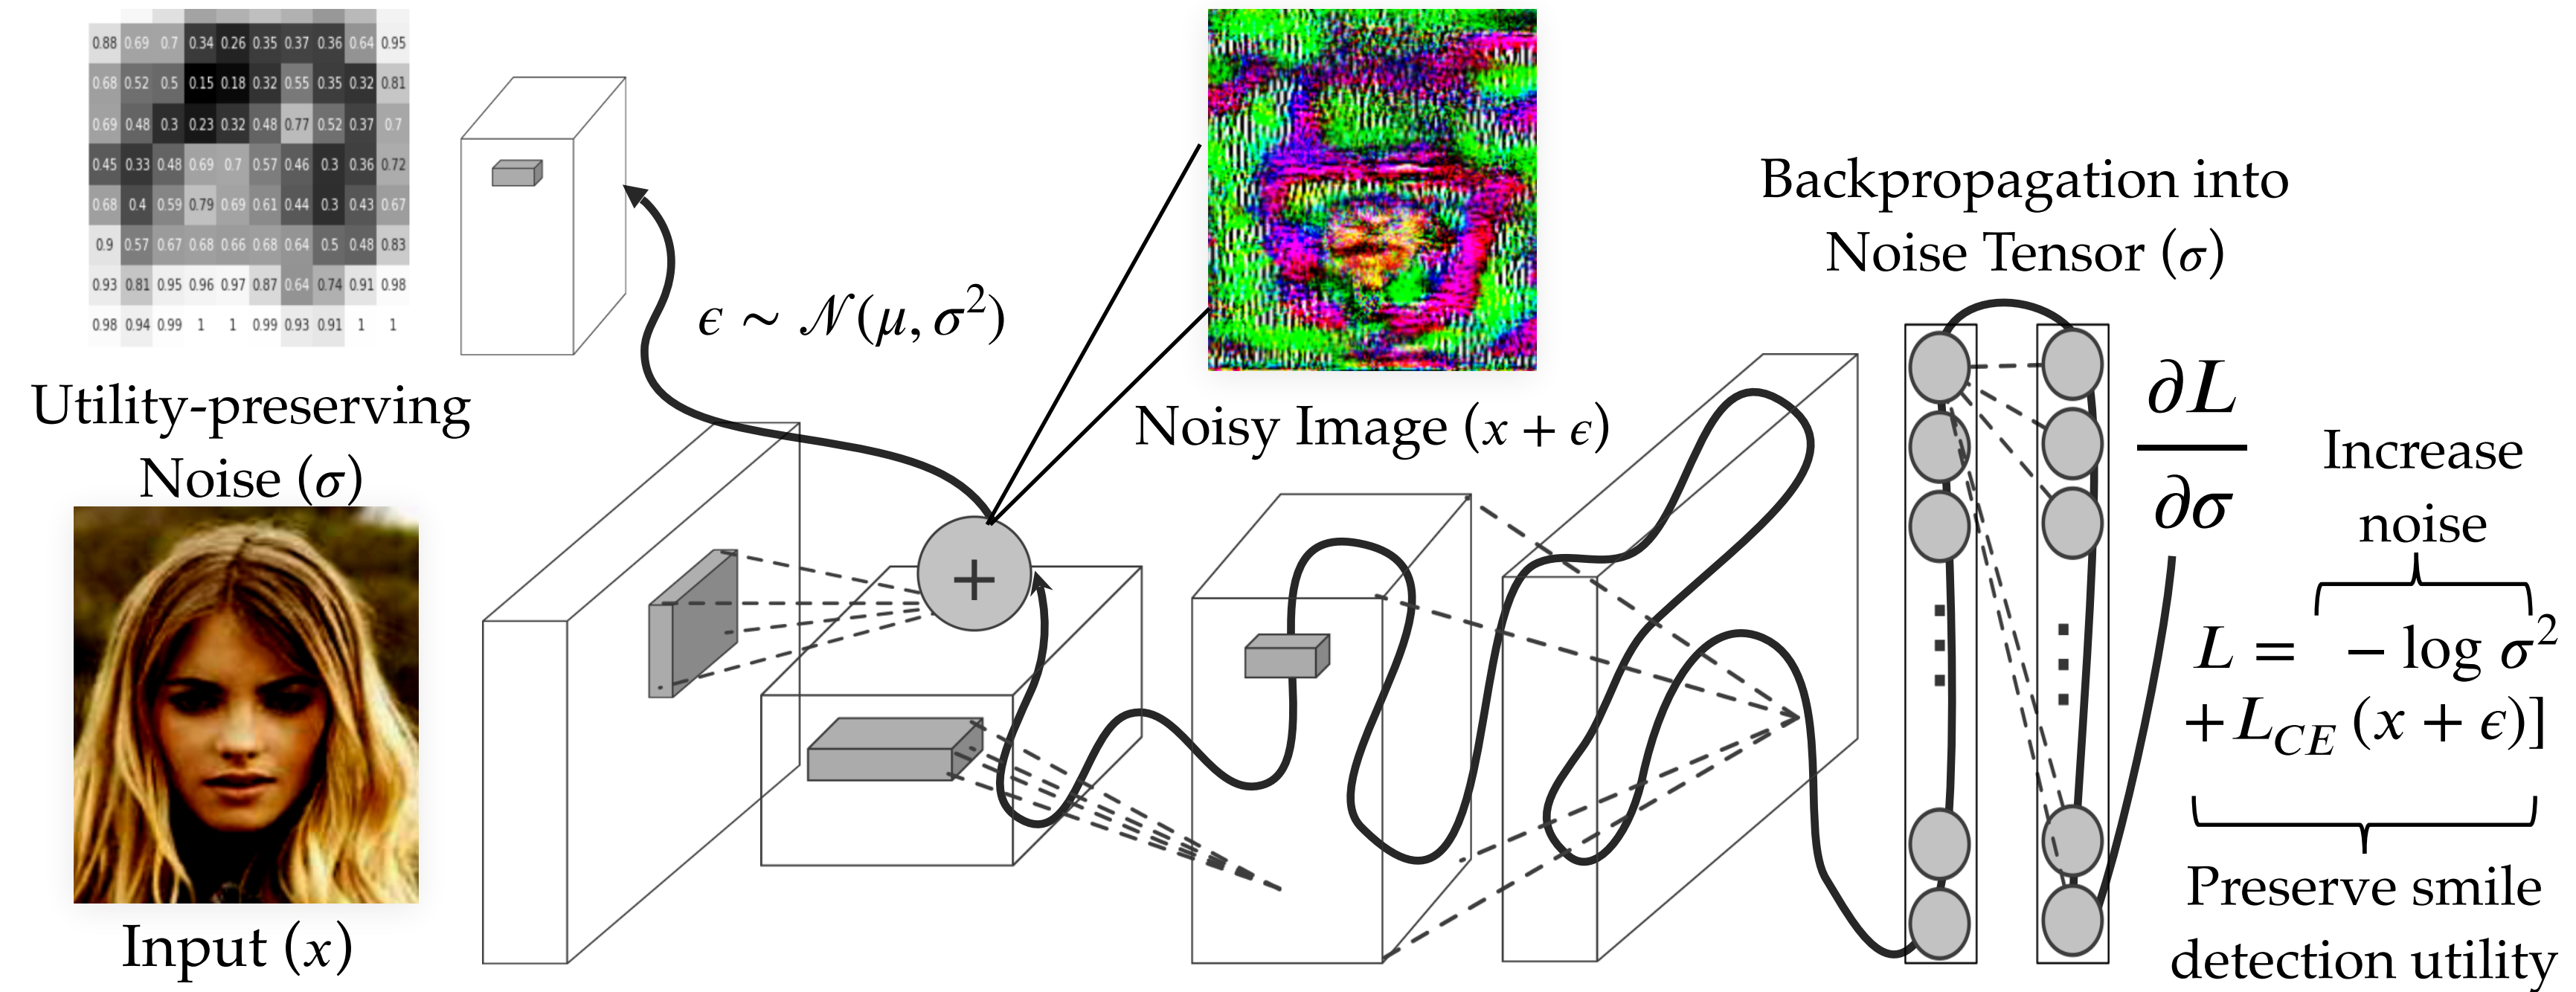 0.88 0.69 0.7 0.34 0.26 0.35 0.37 0.36 0.64 0.95
0.68 0.52 0.5 0.15 0.18 0.32 0.55 0.35 0.32 0.81
0.69 0.48 0.3 0.23 0.32 0.48 0.77 0.52 0.37 0.7
0.45 0.33 0.48 0.69 0.7 0.57 0.46 0.3 0.36 0.72
0.68 0.4 0.59 0.79 0.69 0.61 0.44 0.3 0.43 0.67
0.9 0.57 0.67 0.68 0.66 0.68 0.64 0.5 0.48 0.83
0.93 0.81 0.95 0.96 0.97 0.87 0.64 0.74 0.91 0.98
0.98 0.94 0.99 1 1 0.99 0.93 0.91 1 1
Utility-preserving
Noise (σ)
Input (x)
ϵ ∼ 𝒩(μ, σ²)
+
Noisy Image (x + ϵ)
Backpropagation into
Noise Tensor (σ)
∂L
∂σ
Increase
noise
L = − log σ²
+ L_CE (x + ϵ)]
Preserve smile
detection utility